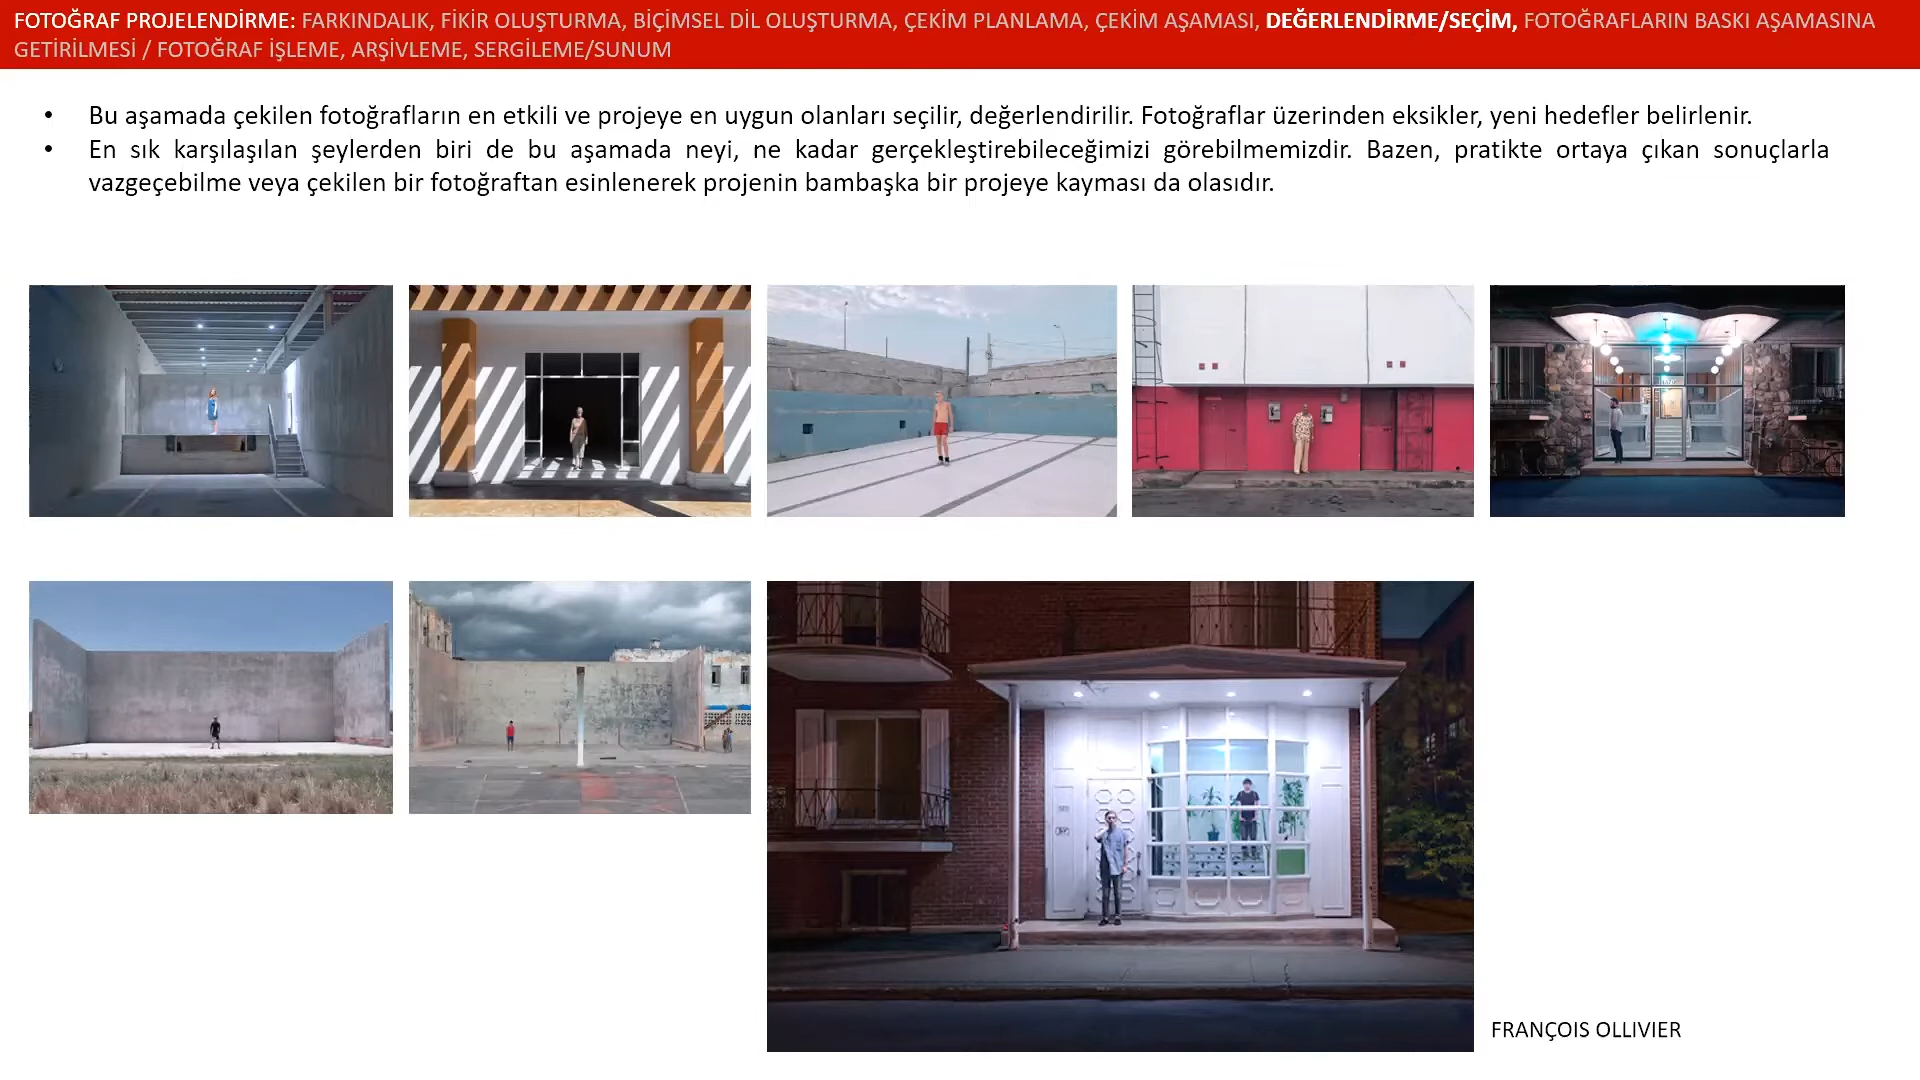 FOTOĞRAF PROJELENDİRME: FARKINDALIK, FİKİR OLUŞTURMA, BİÇİMSEL DİL OLUŞTURMA, ÇEKİM PLANLAMA, ÇEKİM AŞAMASI, DEĞERLENDİRME/SEÇİM, FOTOĞRAFLARIN BASKI AŞAMASINA
GETİRİLMESİ / FOTOĞRAF İŞLEME, ARŞİVLEME, SERGİLEME/SUNUM
• Bu aşamada çekilen fotoğrafların en etkili ve projeye en uygun olanları seçilir, değerlendirilir. Fotoğraflar üzerinden eksikler, yeni hedefler belirlenir.
• En sık karşılaşılan şeylerden biri de bu aşamada neyi, ne kadar gerçekleştirebileceğimizi görebilmemizdir. Bazen, pratikte ortaya çıkan sonuçlarla
vazgeçebilme veya çekilen bir fotoğraftan esinlenerek projenin bambaşka bir projeye kayması da olasıdır.
FRANÇOIS OLLIVIER